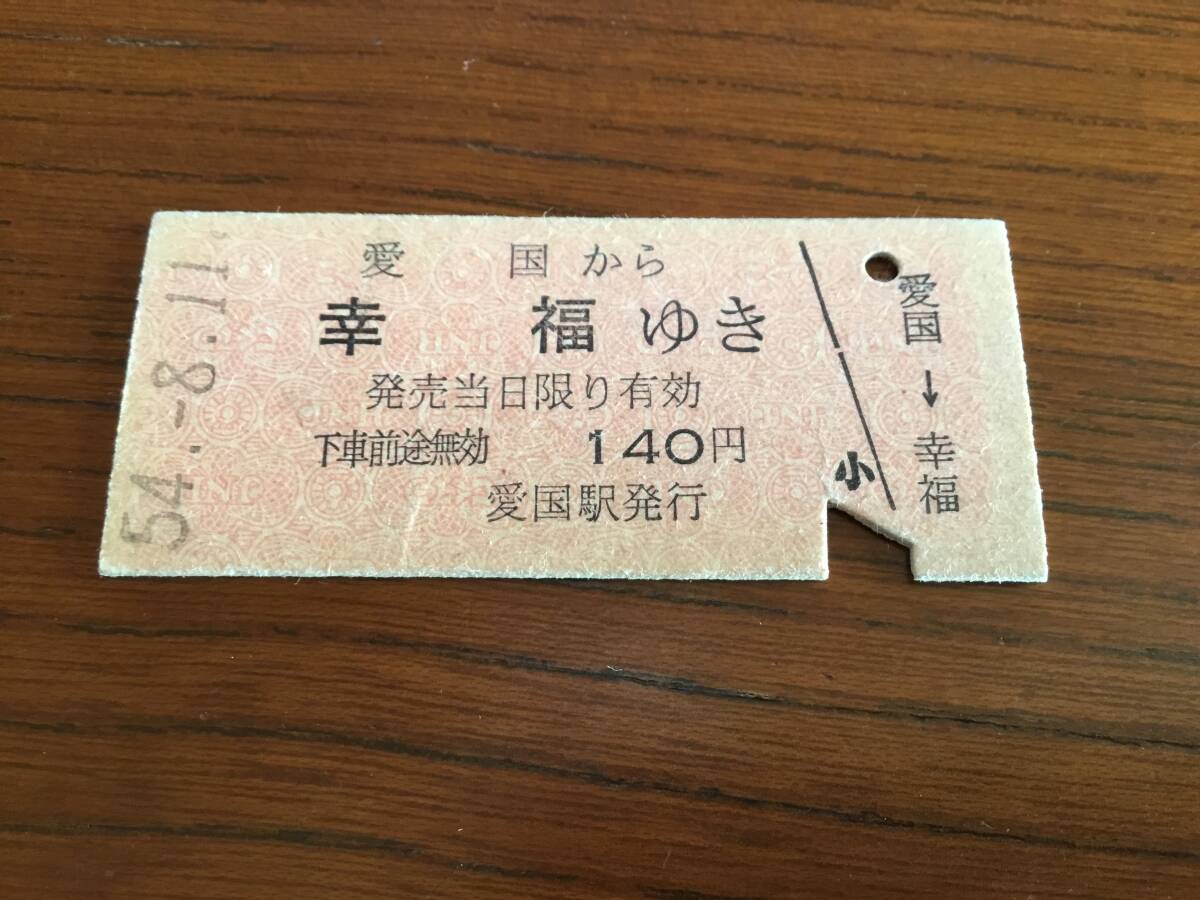 愛国から
幸福ゆき
発売当日限り有効
下車前途無効 140円
愛国駅発行
54.-8.11.
小
愛国→幸福